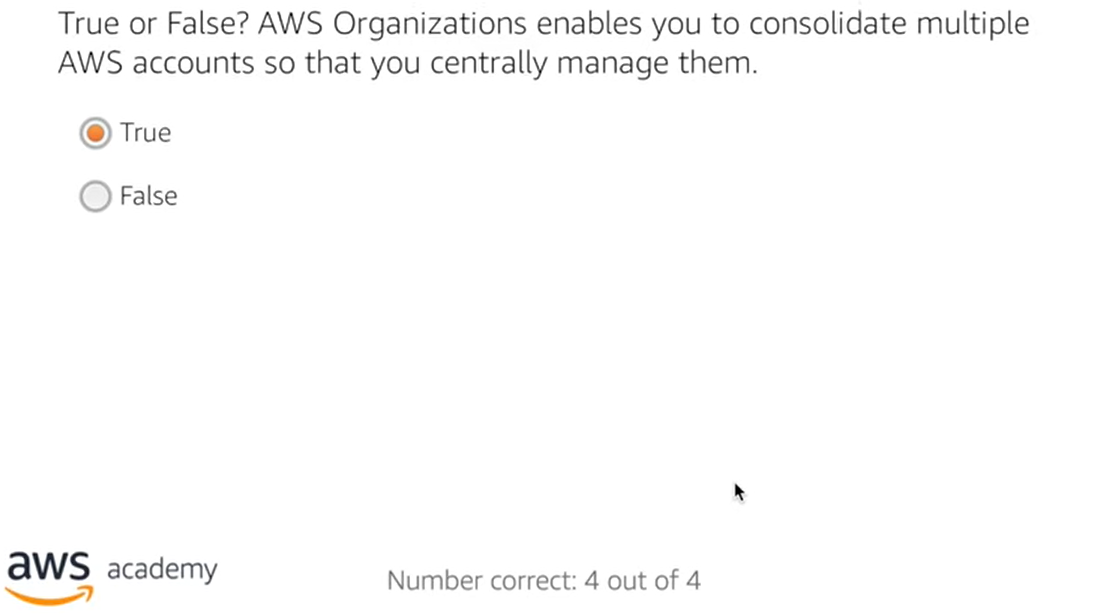 True or False? AWS Organizations enables you to consolidate multiple
AWS accounts so that you centrally manage them.
True
False
aws academy
Number correct: 4 out of 4